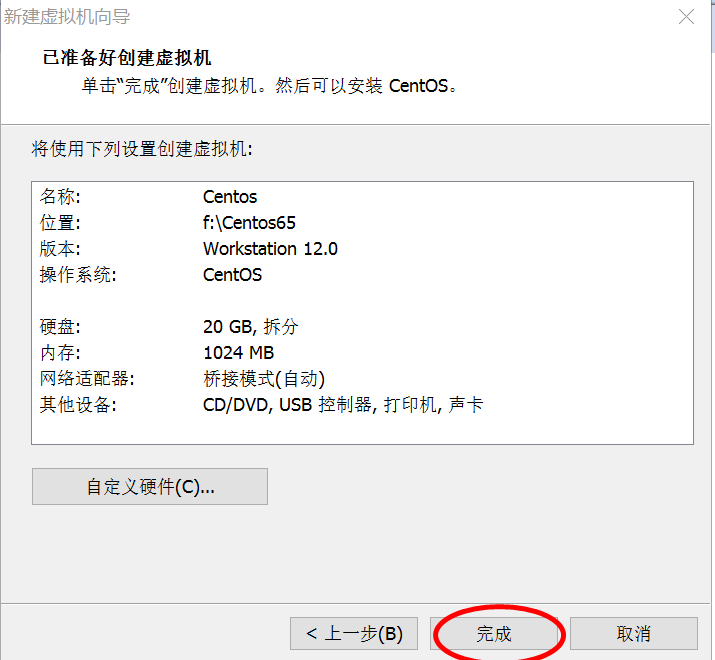 新建虚拟机向导
已准备好创建虚拟机
单击“完成”创建虚拟机。然后可以安装 CentOS。
将使用下列设置创建虚拟机:
名称: Centos
位置: f:\Centos65
版本: Workstation 12.0
操作系统: CentOS
硬盘: 20 GB, 拆分
内存: 1024 MB
网络适配器: 桥接模式(自动)
其他设备: CD/DVD, USB 控制器, 打印机, 声卡
自定义硬件(C)...
< 上一步(B) 完成 取消